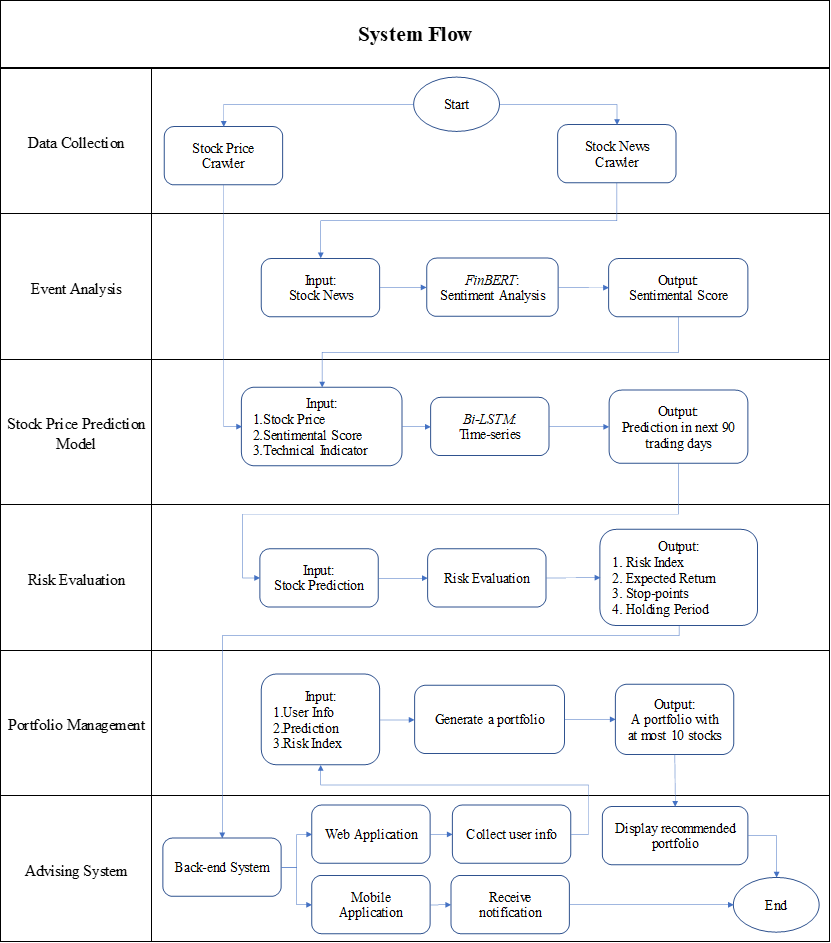 System Flow
Data Collection
Start
Stock Price
Crawler
Stock News
Crawler
Event Analysis
Input:
Stock News
FinBERT:
Sentiment Analysis
Output:
Sentimental Score
Stock Price Prediction
Model
Input:
1.Stock Price
2.Sentimental Score
3.Technical Indicator
Bi-LSTM:
Time-series
Output:
Prediction in next 90
trading days
Risk Evaluation
Input:
Stock Prediction
Risk Evaluation
Output:
1. Risk Index
2. Expected Return
3. Stop-points
4. Holding Period
Portfolio Management
Input:
1.User Info
2.Prediction
3.Risk Index
Generate a portfolio
Output:
A portfolio with
at most 10 stocks
Advising System
Back-end System
Web Application
Collect user info
Display recommended
portfolio
Mobile
Application
Receive
notification
End